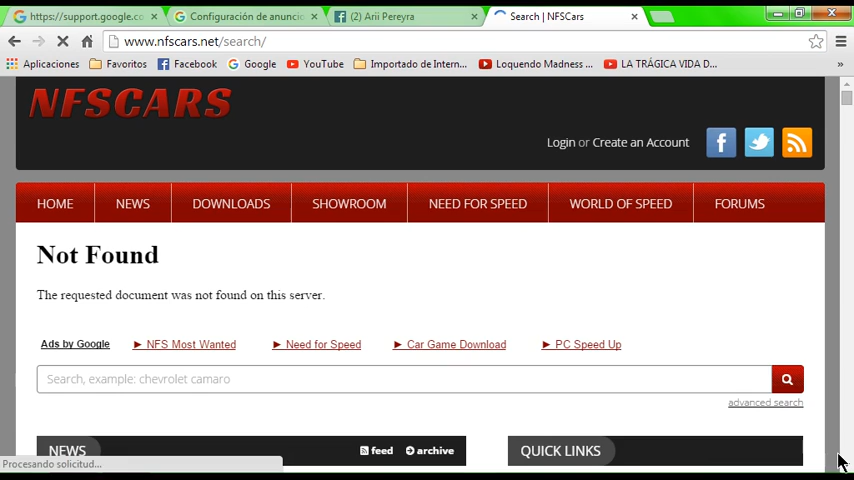 https://support.google.co
Configuración de anuncio
(2) Arii Pereyra
Search | NFSCars
www.nfscars.net/search/
Aplicaciones
Favoritos
Facebook
Google
YouTube
Importado de Intern...
Loquendo Madness ...
LA TRÁGICA VIDA D...
»
NFSCARS
Login or Create an Account
HOME
NEWS
DOWNLOADS
SHOWROOM
NEED FOR SPEED
WORLD OF SPEED
FORUMS
Not Found
The requested document was not found on this server.
Ads by Google
► NFS Most Wanted
► Need for Speed
► Car Game Download
► PC Speed Up
Search, example: chevrolet camaro
advanced search
NEWS
feed
archive
QUICK LINKS
Procesando solicitud...